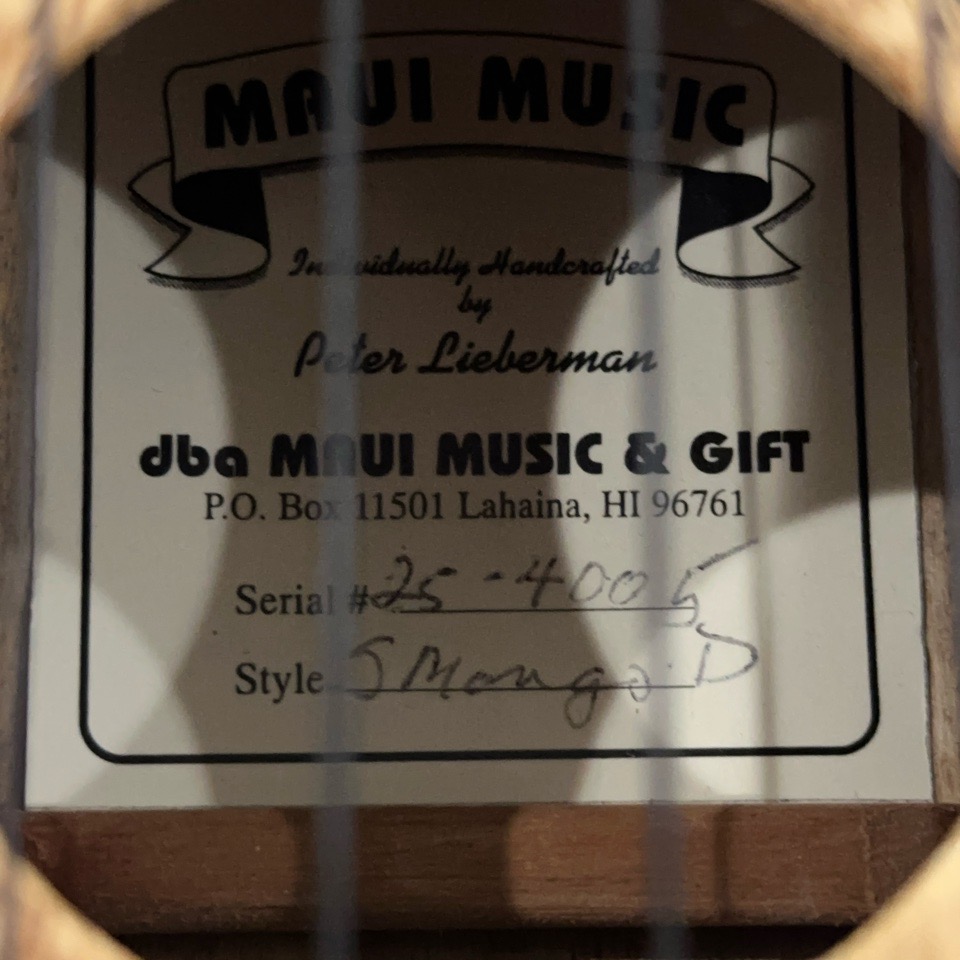 MAUI MUSIC
Individually Handcrafted
by
Peter Lieberman
dba MAUI MUSIC & GIFT
P.O. Box 11501 Lahaina, HI 96761
Serial # 25-4005
Style S Mango D